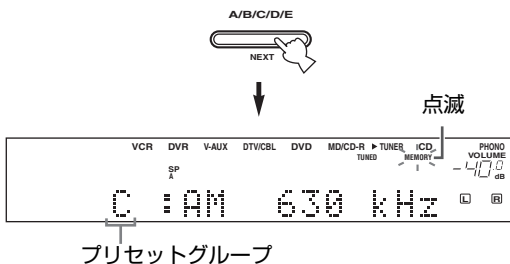 A/B/C/D/E
NEXT
点滅
VCR DVR V-AUX DTV/CBL DVD MD/CD-R TUNER CD PHONO
TUNED MEMORY VOLUME
SP
A
-40.0 dB
C :AM 630 kHz L R
プリセットグループ